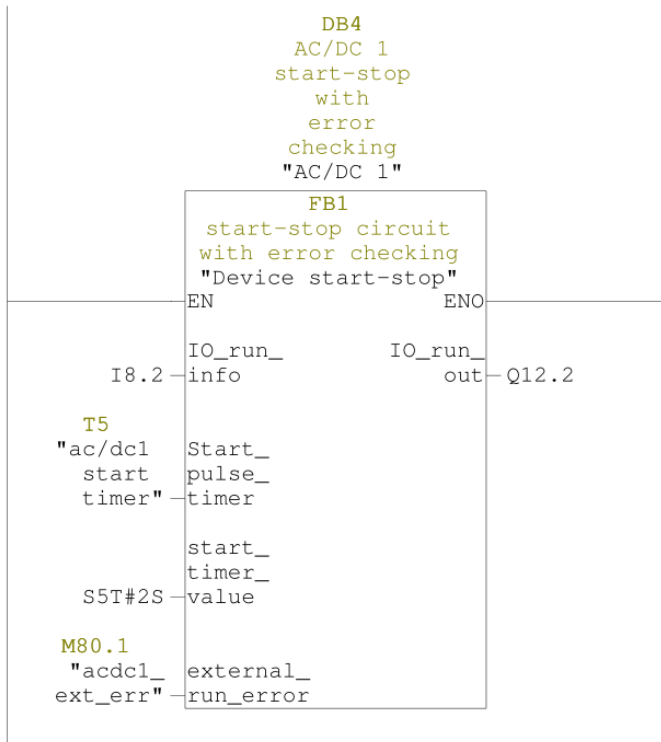 DB4
AC/DC 1
start-stop
with
error
checking
"AC/DC 1"
FB1
start-stop circuit
with error checking
"Device start-stop"
EN ENO
IO_run_ IO_run_
I8.2 info out Q12.2
T5
"ac/dc1 Start_
start pulse_
timer" timer
start_
timer_
S5T#2S value
M80.1
"acdc1_ external_
ext_err" run_error